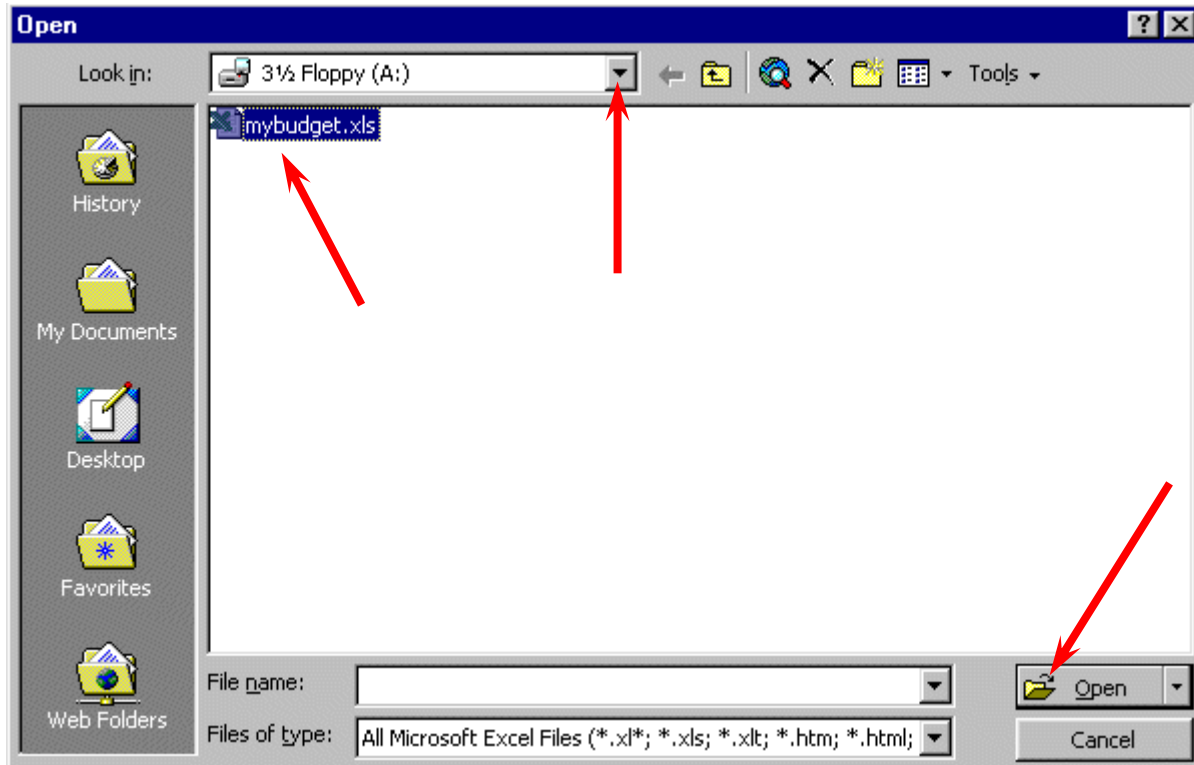 Open
Look in:
3½ Floppy (A:)
Tools
mybudget.xls
History
My Documents
Desktop
Favorites
Web Folders
File name:
Open
Files of type:
All Microsoft Excel Files (*.xl*; *.xls; *.xlt; *.htm; *.html;
Cancel